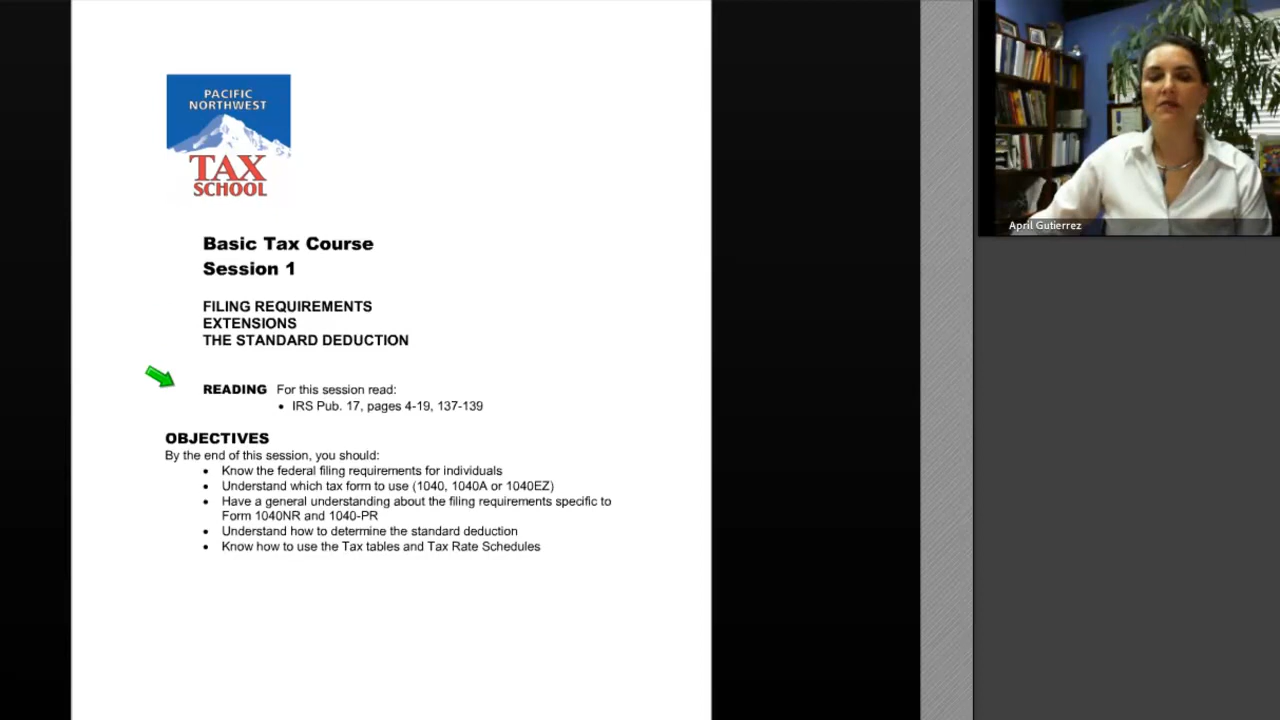 PACIFIC
NORTHWEST
TAX
SCHOOL
Basic Tax Course
Session 1
FILING REQUIREMENTS
EXTENSIONS
THE STANDARD DEDUCTION
READING For this session read:
• IRS Pub. 17, pages 4-19, 137-139
OBJECTIVES
By the end of this session, you should:
• Know the federal filing requirements for individuals
• Understand which tax form to use (1040, 1040A or 1040EZ)
• Have a general understanding about the filing requirements specific to
Form 1040NR and 1040-PR
• Understand how to determine the standard deduction
• Know how to use the Tax tables and Tax Rate Schedules
April Gutierrez